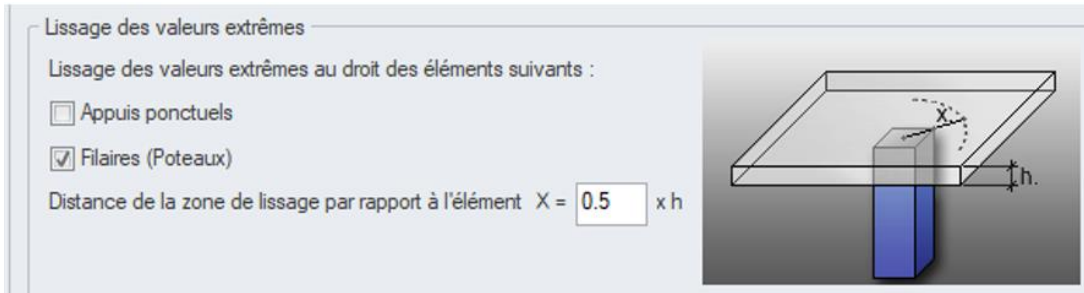 Lissage des valeurs extrêmes
Lissage des valeurs extrêmes au droit des éléments suivants :
Appuis ponctuels
Filaires (Poteaux)
Distance de la zone de lissage par rapport à l'élément X = 0.5 x h
x.
h.